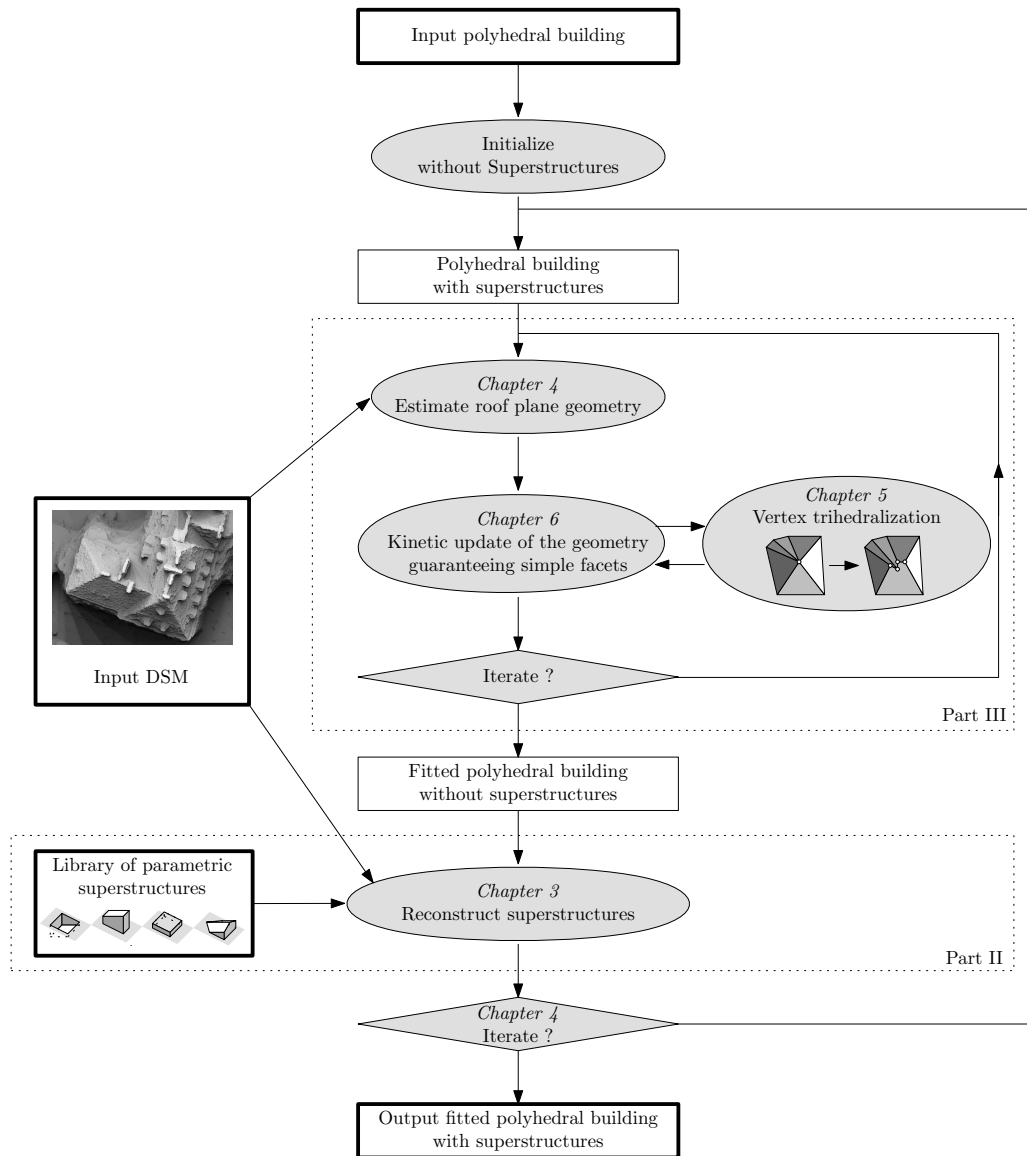 Input polyhedral building
Initialize
without Superstructures
Polyhedral building
with superstructures
Chapter 4
Estimate roof plane geometry
Chapter 6
Kinetic update of the geometry
guaranteeing simple facets
Chapter 5
Vertex trihedralization
Input DSM
Iterate ?
Part III
Fitted polyhedral building
without superstructures
Library of parametric
superstructures
Chapter 3
Reconstruct superstructures
Part II
Chapter 4
Iterate ?
Output fitted polyhedral building
with superstructures